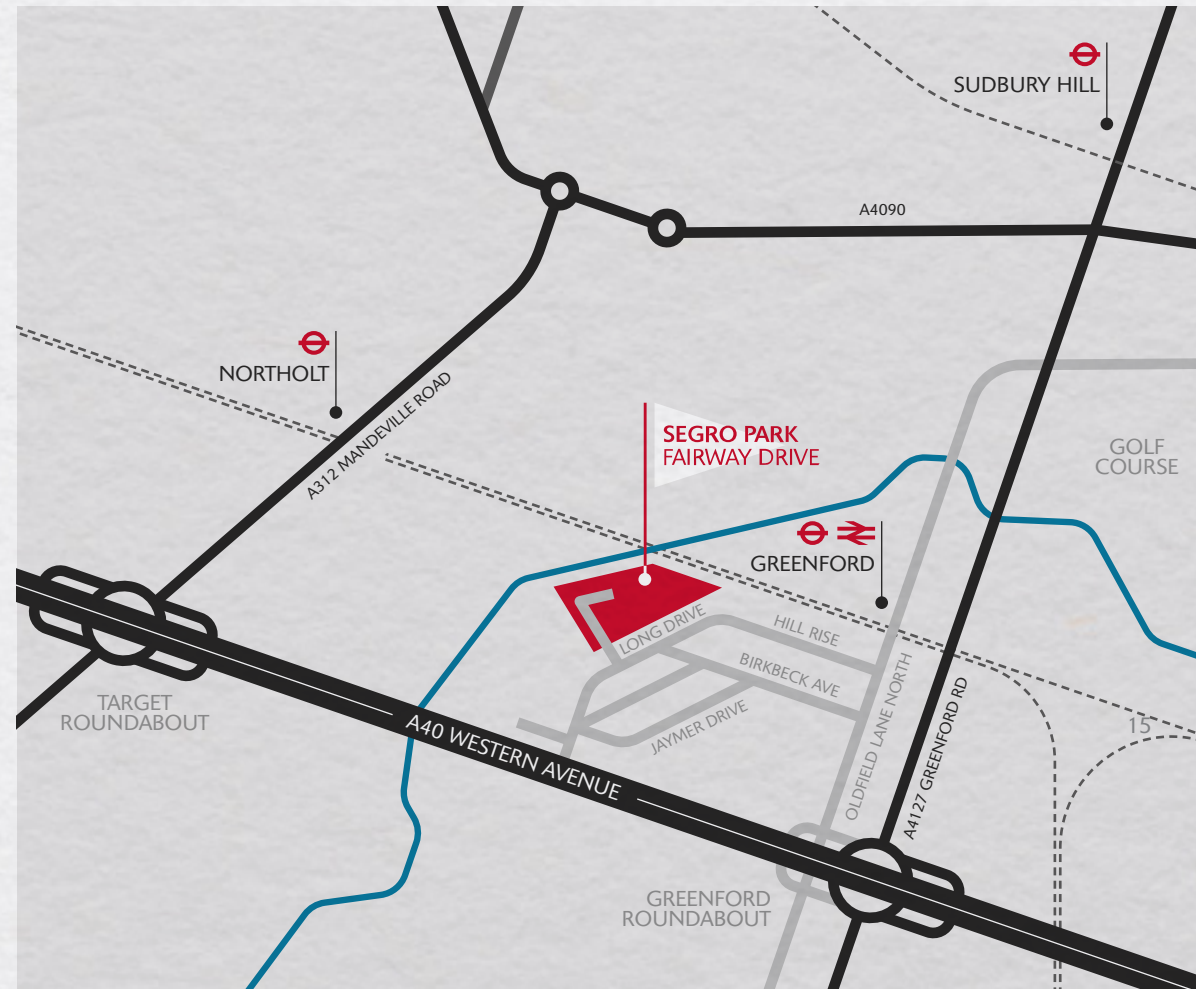 SUDBURY HILL
A4090
NORTHOLT
A312 MANDEVILLE ROAD
SEGRO PARK
FAIRWAY DRIVE
GOLF
COURSE
GREENFORD
LONG DRIVE
HILL RISE
BIRKBECK AVE
JAYMER DRIVE
OLDFIELD LANE NORTH
A4127 GREENFORD RD
15
TARGET
ROUNDABOUT
A40 WESTERN AVENUE
GREENFORD
ROUNDABOUT